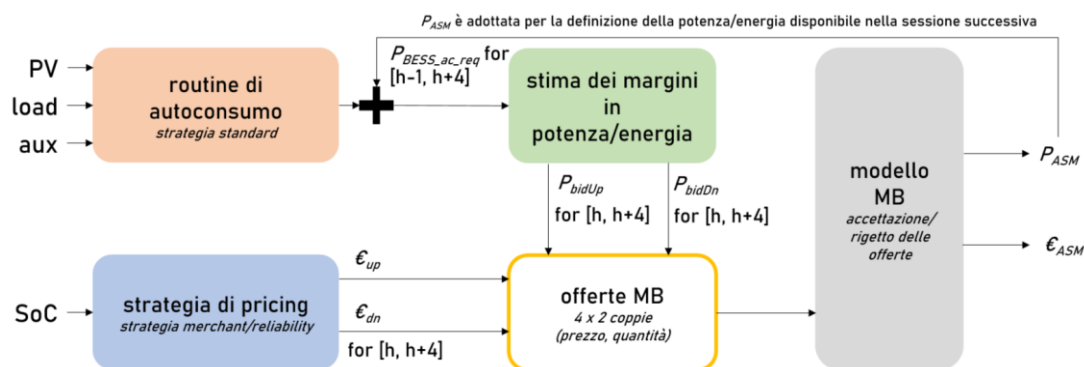 P_ASM è adottata per la definizione della potenza/energia disponibile nella sessione successiva
PV
load
aux
routine di
autoconsumo
strategia standard
P_BESS_ac_req for
[h-1, h+4]
stima dei margini
in
potenza/energia
P_bidUp
for [h, h+4]
P_bidDn
for [h, h+4]
modello
MB
accettazione/
rigetto delle
offerte
P_ASM
€_ASM
SoC
strategia di pricing
strategia merchant/reliability
€_up
€_dn
for [h, h+4]
offerte MB
4 x 2 coppie
(prezzo, quantità)